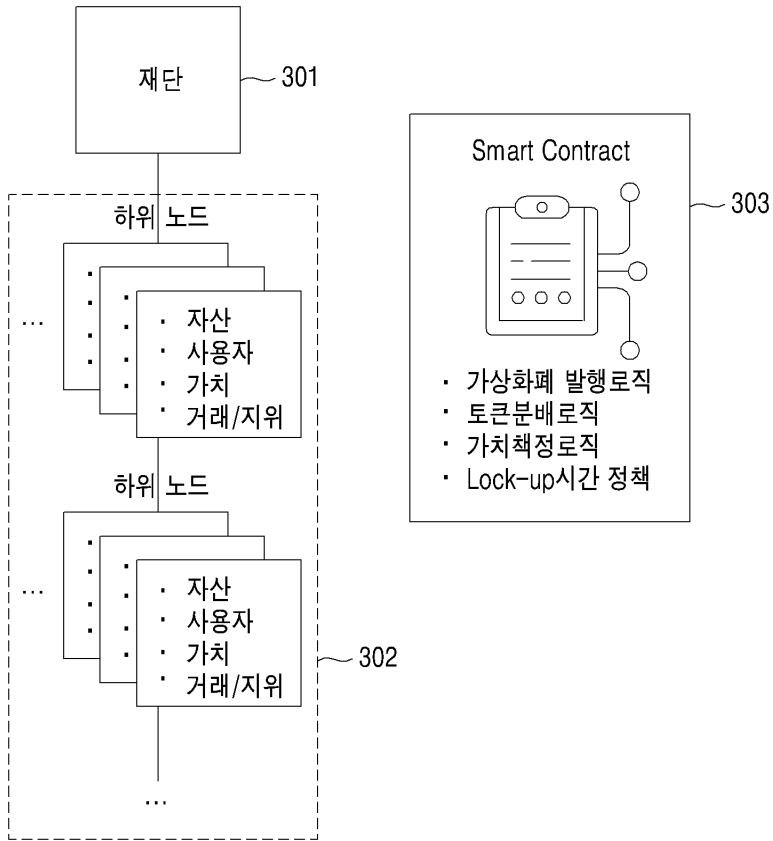 재단
301
하위 노드
...
· 자산
· 사용자
· 가치
· 거래/지위
하위 노드
...
· 자산
· 사용자
· 가치
· 거래/지위
302
...
Smart Contract
303
· 가상화폐 발행로직
· 토큰분배로직
· 가치책정로직
· Lock-up시간 정책